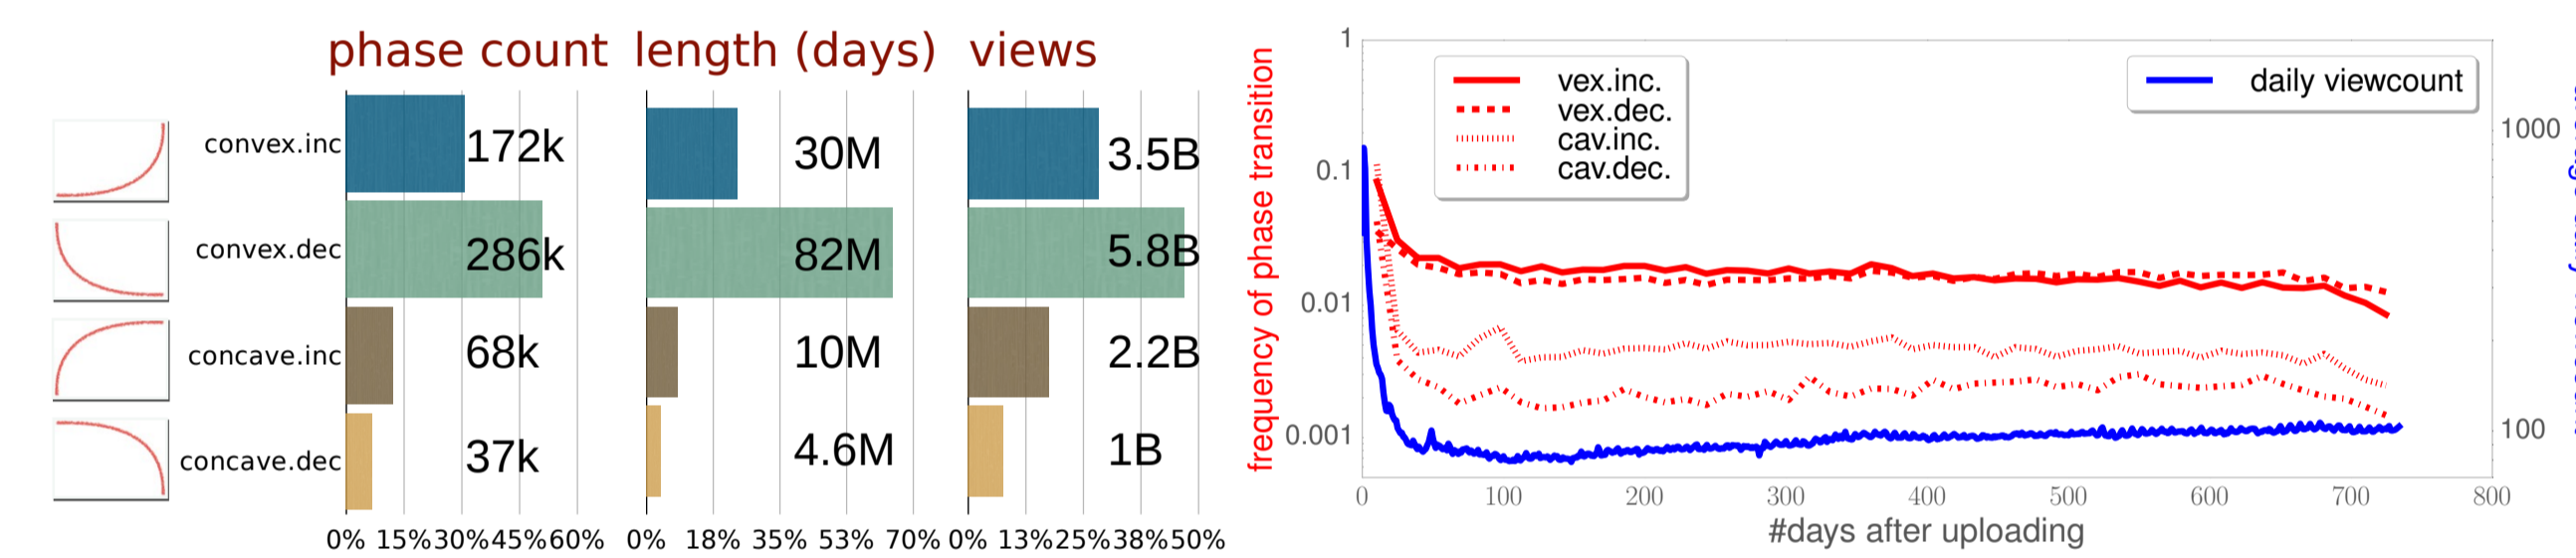 phase count length (days) views
convex.inc 172k 30M 3.5B
convex.dec 286k 82M 5.8B
concave.inc 68k 10M 2.2B
concave.dec 37k 4.6M 1B
0% 15% 30% 45% 60% 0% 18% 35% 53% 70% 0% 13% 25% 38% 50%
frequency of phase transition
1
0.1
0.01
0.001
vex.inc.
vex.dec.
cav.inc.
cav.dec.
daily viewcount
1000
100
0 100 200 300 400 500 600 700 800
#days after uploading